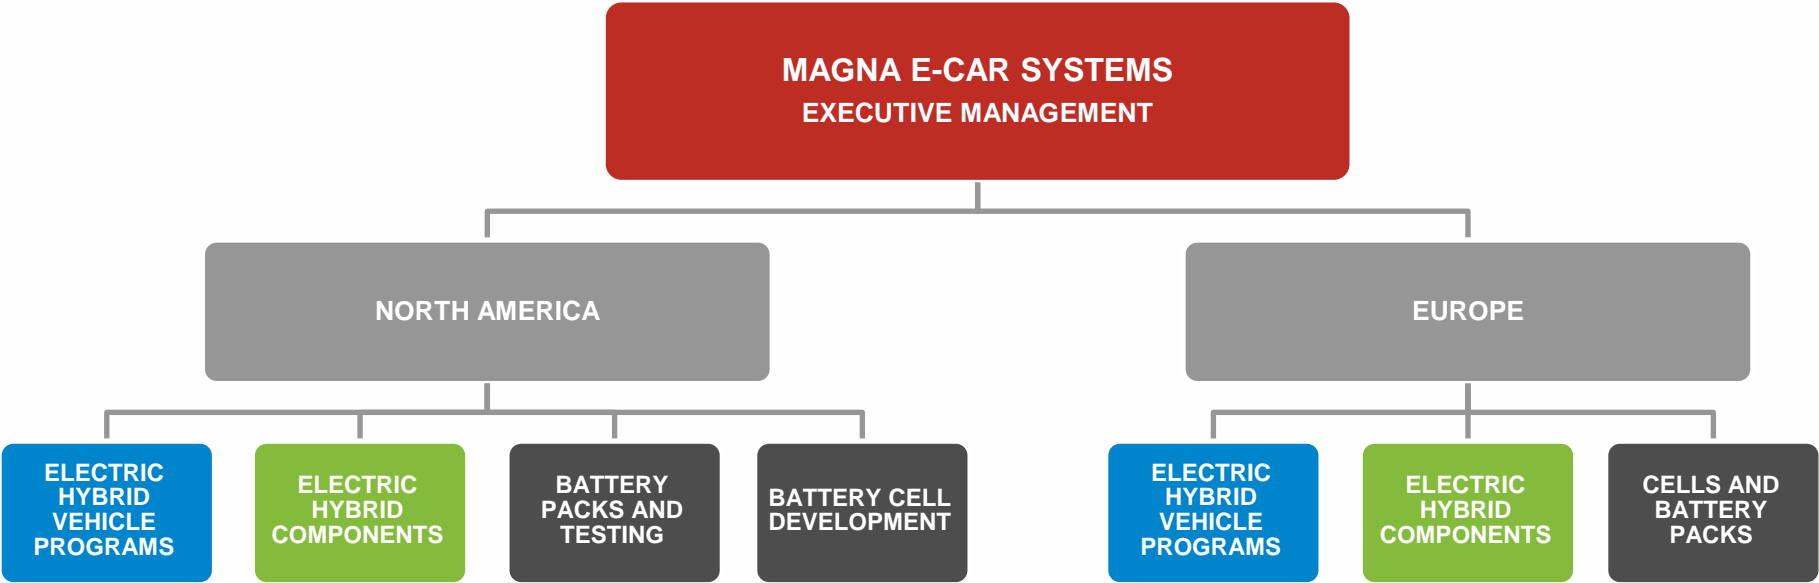 MAGNA E-CAR SYSTEMS
EXECUTIVE MANAGEMENT
NORTH AMERICA
EUROPE
ELECTRIC
HYBRID
VEHICLE
PROGRAMS
ELECTRIC
HYBRID
COMPONENTS
BATTERY
PACKS AND
TESTING
BATTERY CELL
DEVELOPMENT
ELECTRIC
HYBRID
VEHICLE
PROGRAMS
ELECTRIC
HYBRID
COMPONENTS
CELLS AND
BATTERY
PACKS